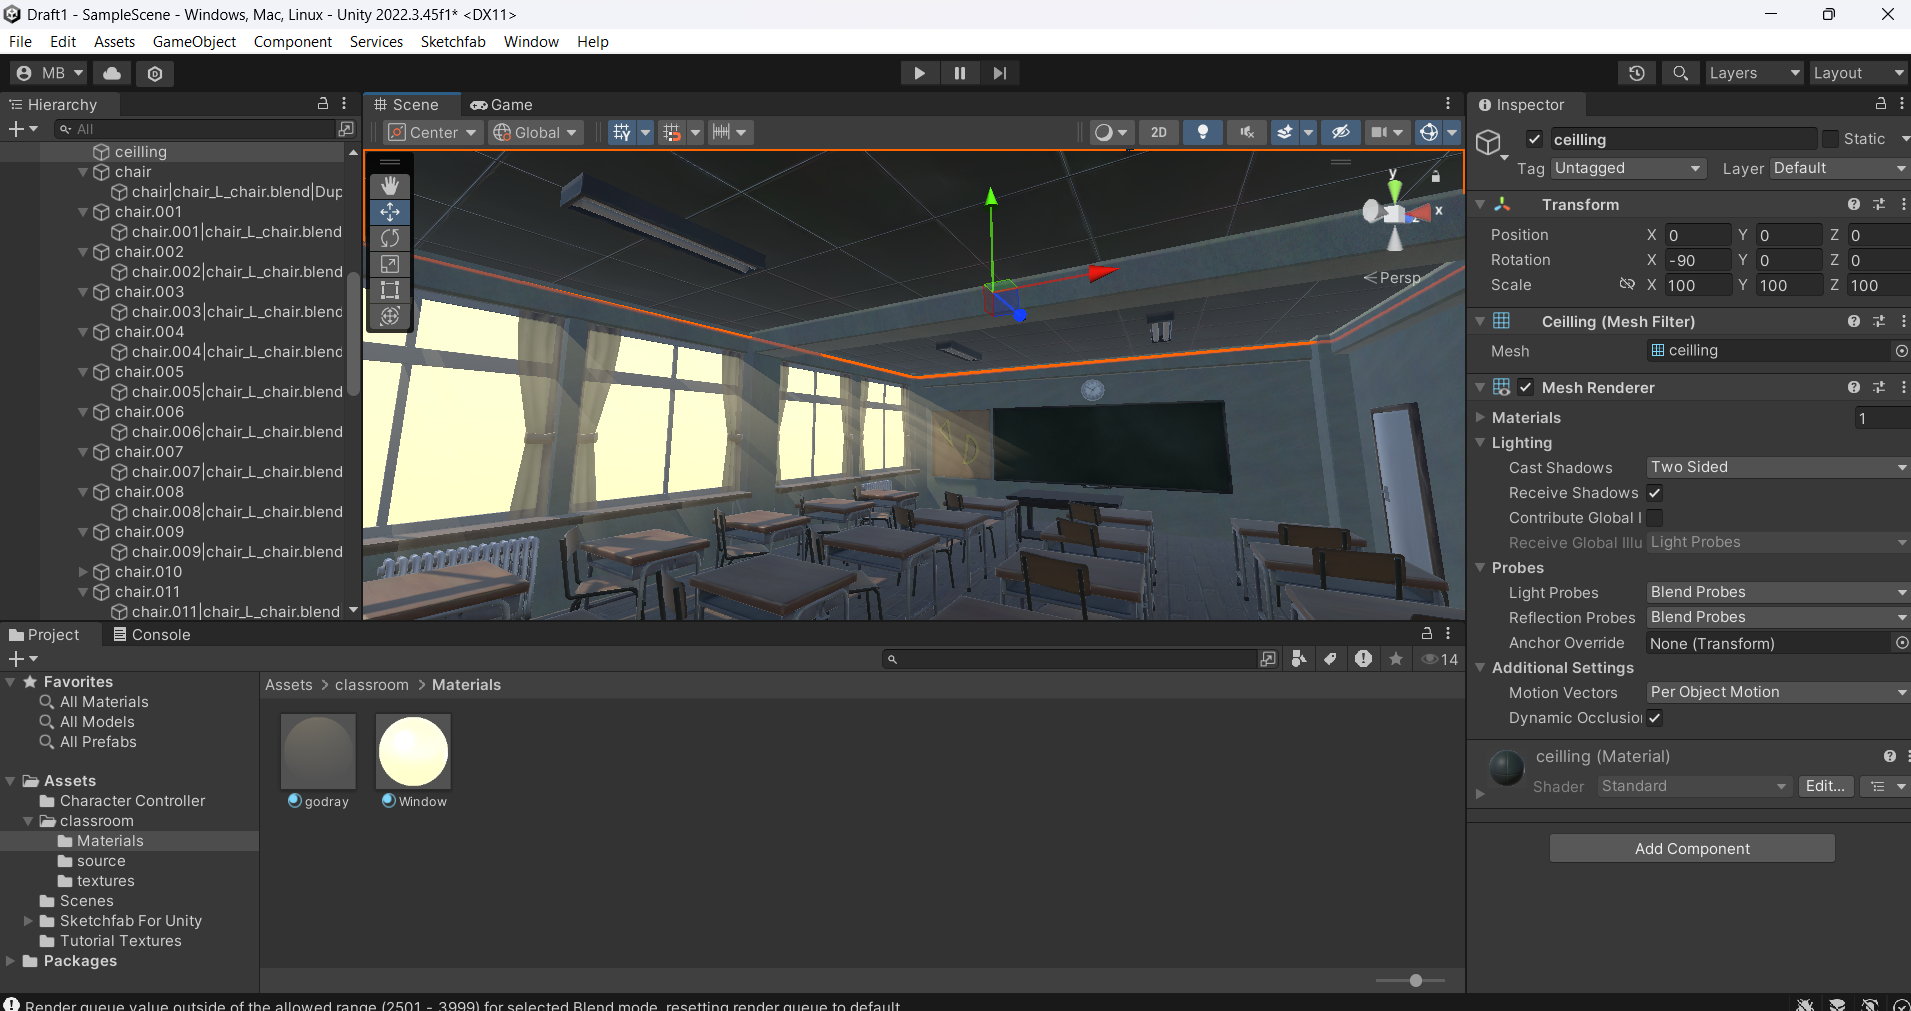 Draft1 - SampleScene - Windows, Mac, Linux - Unity 2022.3.45f1* <DX11>
File Edit Assets GameObject Component Services Sketchfab Window Help
MB
Layers
Layout
Hierarchy
All
ceilling
chair
chair|chair_L_chair.blend|Dup
chair.001
chair.001|chair_L_chair.blend
chair.002
chair.002|chair_L_chair.blend
chair.003
chair.003|chair_L_chair.blend
chair.004
chair.004|chair_L_chair.blend
chair.005
chair.005|chair_L_chair.blend
chair.006
chair.006|chair_L_chair.blend
chair.007
chair.007|chair_L_chair.blend
chair.008
chair.008|chair_L_chair.blend
chair.009
chair.009|chair_L_chair.blend
chair.010
chair.011
chair.011|chair_L_chair.blend
Scene
Game
Center
Global
2D
y
x
z
Persp
Inspector
ceilling
Static
Tag Untagged
Layer Default
Transform
Position X 0 Y 0 Z 0
Rotation X -90 Y 0 Z 0
Scale X 100 Y 100 Z 100
Ceilling (Mesh Filter)
Mesh ceilling
Mesh Renderer
Materials 1
Lighting
Cast Shadows Two Sided
Receive Shadows
Contribute Global I
Receive Global Illu Light Probes
Probes
Light Probes Blend Probes
Reflection Probes Blend Probes
Anchor Override None (Transform)
Additional Settings
Motion Vectors Per Object Motion
Dynamic Occlusio
ceilling (Material)
Shader Standard Edit...
Add Component
Project
Console
14
Favorites
All Materials
All Models
All Prefabs
Assets
Character Controller
classroom
Materials
source
textures
Scenes
Sketchfab For Unity
Tutorial Textures
Packages
Assets > classroom > Materials
godray
Window
Render queue value outside of the allowed range (2501 - 3999) for selected Blend mode, resetting render queue to default